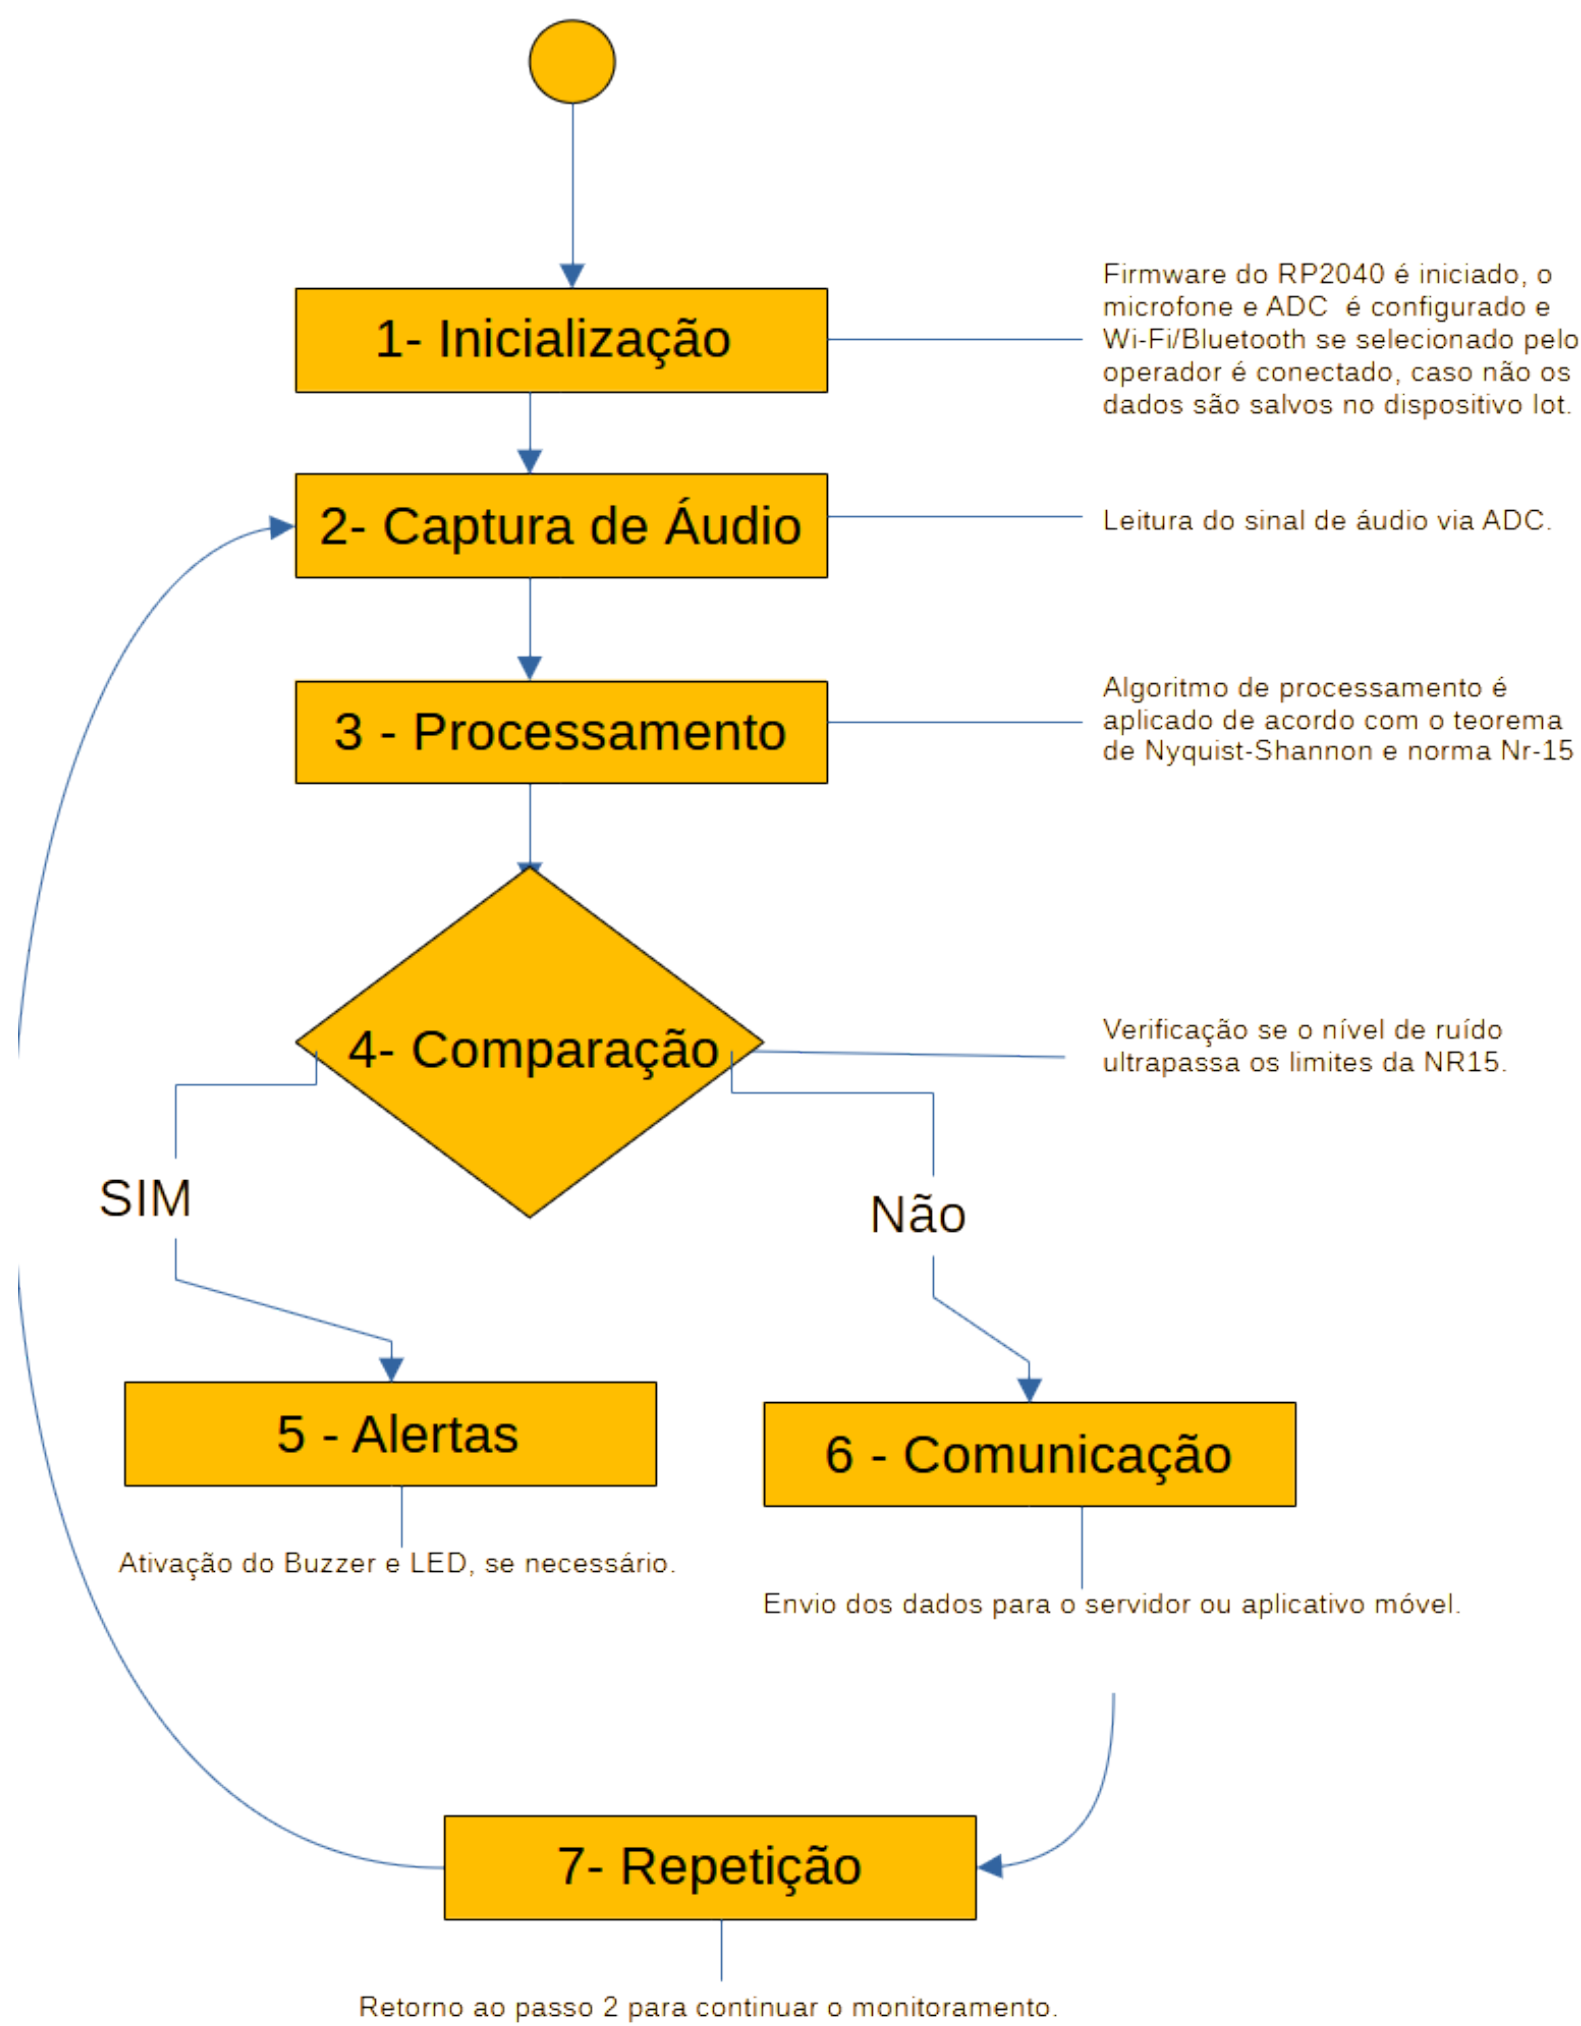 1- Inicialização
Firmware do RP2040 é iniciado, o
microfone e ADC  é configurado e
Wi-Fi/Bluetooth se selecionado pelo
operador é conectado, caso não os
dados são salvos no dispositivo Iot.
2- Captura de Áudio
Leitura do sinal de áudio via ADC.
3 - Processamento
Algoritmo de processamento é
aplicado de acordo com o teorema
de Nyquist-Shannon e norma Nr-15
4- Comparação
Verificação se o nível de ruído
ultrapassa os limites da NR15.
SIM
Não
5 - Alertas
Ativação do Buzzer e LED, se necessário.
6 - Comunicação
Envio dos dados para o servidor ou aplicativo móvel.
7- Repetição
Retorno ao passo 2 para continuar o monitoramento.